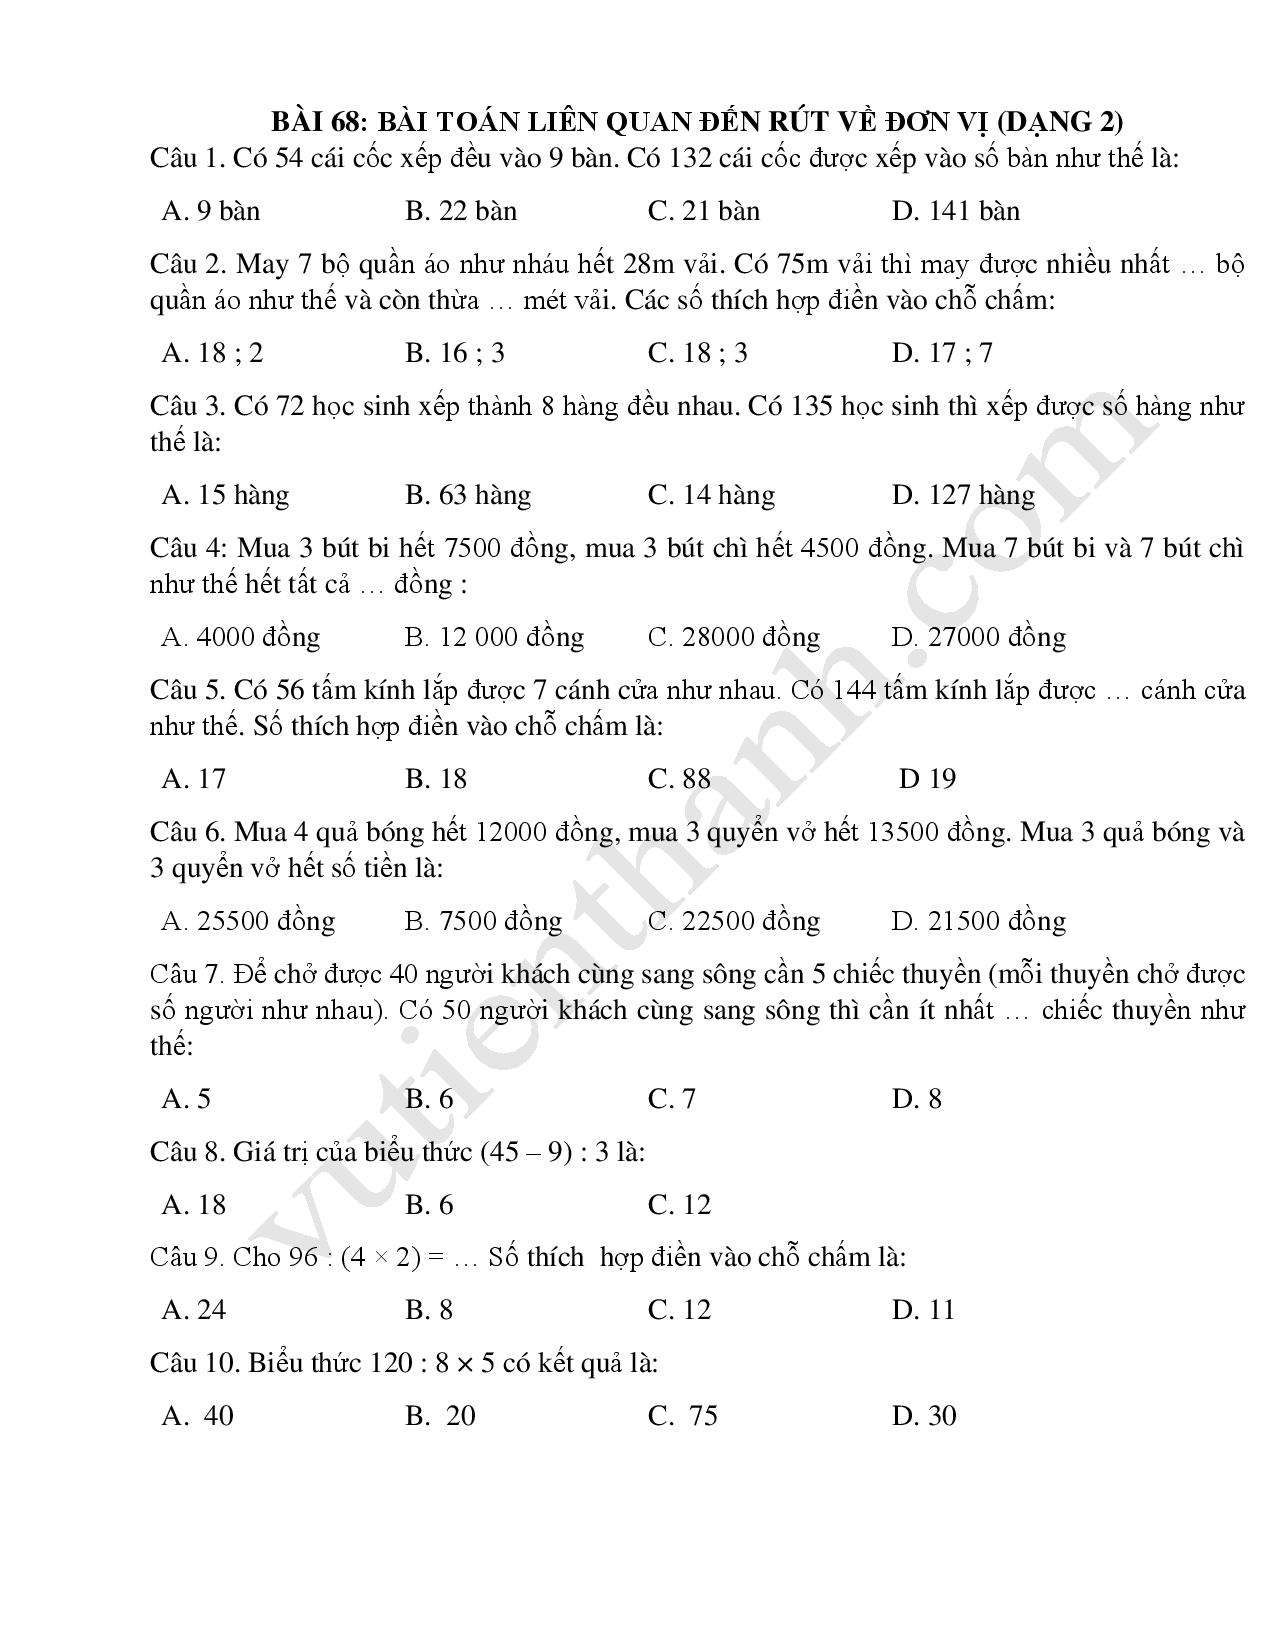 BÀI 68: BÀI TOÁN LIÊN QUAN ĐẾN RÚT VỀ ĐƠN VỊ (DẠNG 2)
Câu 1. Có 54 cái cốc xếp đều vào 9 bàn. Có 132 cái cốc được xếp vào số bàn như thế là:
A. 9 bàn B. 22 bàn C. 21 bàn D. 141 bàn
Câu 2. May 7 bộ quần áo như nháu hết 28m vải. Có 75m vải thì may được nhiều nhất … bộ
quần áo như thế và còn thừa … mét vải. Các số thích hợp điền vào chỗ chấm:
A. 18 ; 2 B. 16 ; 3 C. 18 ; 3 D. 17 ; 7
Câu 3. Có 72 học sinh xếp thành 8 hàng đều nhau. Có 135 học sinh thì xếp được số hàng như
thế là:
A. 15 hàng B. 63 hàng C. 14 hàng D. 127 hàng
Câu 4: Mua 3 bút bi hết 7500 đồng, mua 3 bút chì hết 4500 đồng. Mua 7 bút bi và 7 bút chì
như thế hết tất cả … đồng :
A. 4000 đồng B. 12 000 đồng C. 28000 đồng D. 27000 đồng
Câu 5. Có 56 tấm kính lắp được 7 cánh cửa như nhau. Có 144 tấm kính lắp được … cánh cửa
như thế. Số thích hợp điền vào chỗ chấm là:
A. 17 B. 18 C. 88 D 19
Câu 6. Mua 4 quả bóng hết 12000 đồng, mua 3 quyển vở hết 13500 đồng. Mua 3 quả bóng và
3 quyển vở hết số tiền là:
A. 25500 đồng B. 7500 đồng C. 22500 đồng D. 21500 đồng
Câu 7. Để chở được 40 người khách cùng sang sông cần 5 chiếc thuyền (mỗi thuyền chở được
số người như nhau). Có 50 người khách cùng sang sông thì cần ít nhất … chiếc thuyền như
thế:
A. 5 B. 6 C. 7 D. 8
Câu 8. Giá trị của biểu thức (45 – 9) : 3 là:
A. 18 B. 6 C. 12
Câu 9. Cho 96 : (4 × 2) = … Số thích  hợp điền vào chỗ chấm là:
A. 24 B. 8 C. 12 D. 11
Câu 10. Biểu thức 120 : 8 × 5 có kết quả là:
A. 40 B. 20 C. 75 D. 30
vutienthanh.com